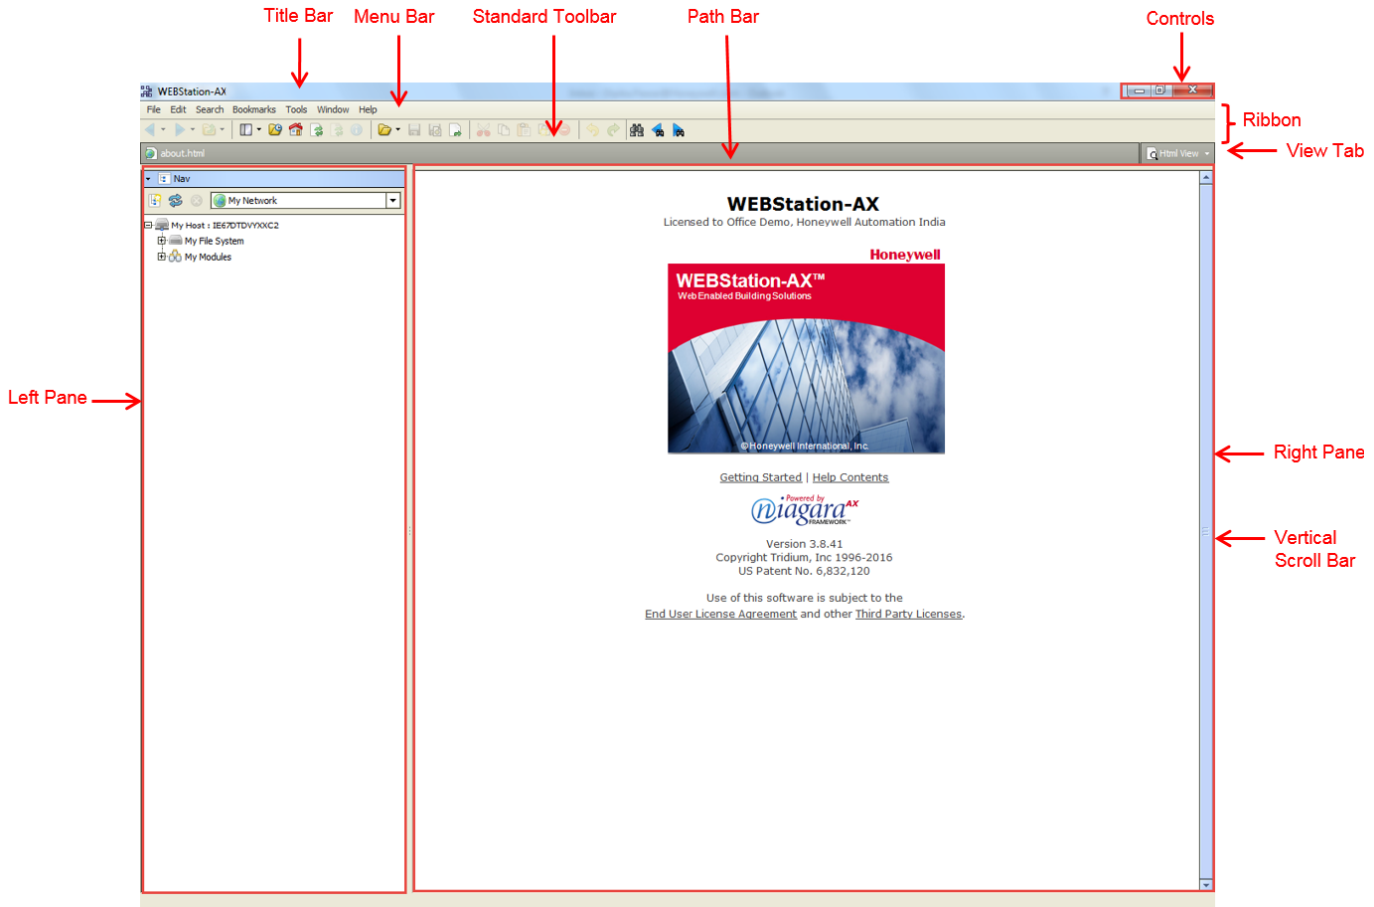 Title Bar
Menu Bar
Standard Toolbar
Path Bar
Controls
WEBStation-AX
File Edit Search Bookmarks Tools Window Help
Ribbon
about.html
Html View
View Tab
Nav
My Network
My Host : IE67DTDVYXXC2
My File System
My Modules
WEBStation-AX
Licensed to Office Demo, Honeywell Automation India
Honeywell
WEBStation-AX™
Web Enabled Building Solutions
©Honeywell International, Inc.
Left Pane
Right Pane
Getting Started | Help Contents
Powered by
niagara AX
FRAMEWORK™
Vertical
Scroll Bar
Version 3.8.41
Copyright Tridium, Inc 1996-2016
US Patent No. 6,832,120
Use of this software is subject to the
End User License Agreement and other Third Party Licenses.